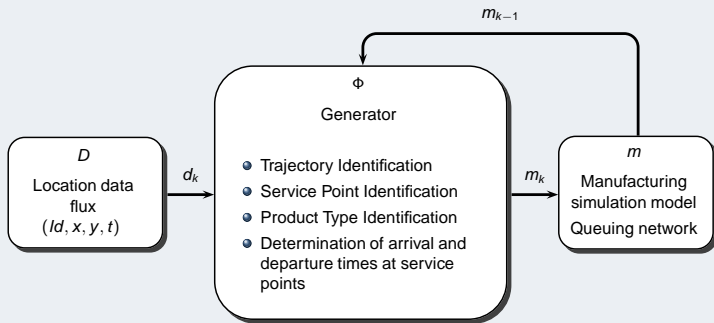 m_{k−1}
Φ
Generator
D
Location data
flux
(Id, x, y, t)
d_k
Trajectory Identification
Service Point Identification
Product Type Identification
Determination of arrival and
departure times at service
points
m_k
m
Manufacturing
simulation model
Queuing network